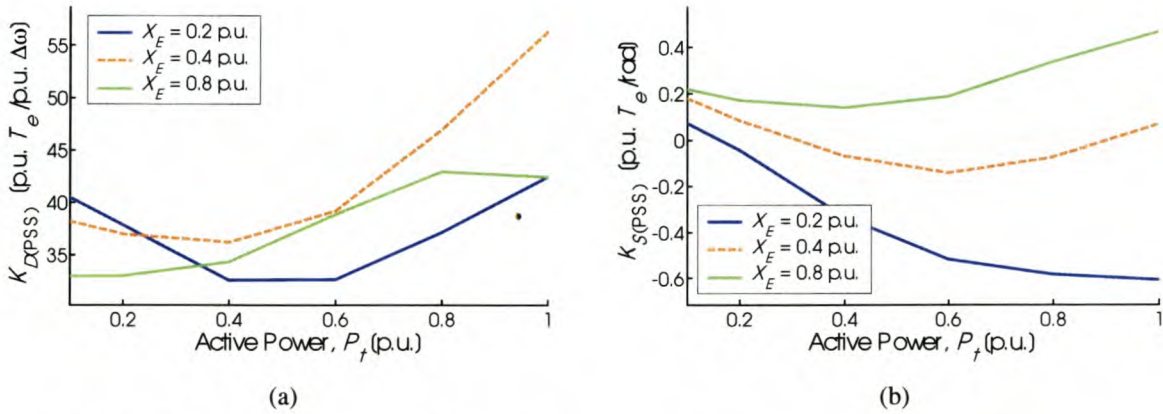 K_D(PSS) (p.u. T_e /p.u. Δω)
55
50
45
40
35
X_E = 0.2 p.u.
X_E = 0.4 p.u.
X_E = 0.8 p.u.
0.2 0.4 0.6 0.8 1
Active Power, P_t (p.u.)
(a)
K_S(PSS) (p.u. T_e /rad)
0.4
0.2
0
-0.2
-0.4
-0.6
X_E = 0.2 p.u.
X_E = 0.4 p.u.
X_E = 0.8 p.u.
0.2 0.4 0.6 0.8 1
Active Power, P_t (p.u.)
(b)